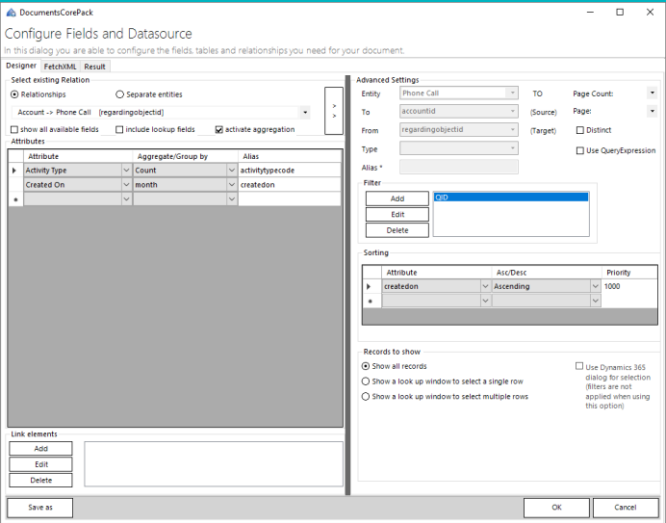 DocumentsCorePack
Configure Fields and Datasource
In this dialog you are able to configure the fields, tables and relationships you need for your document.
Designer FetchXML Result
Select existing Relation
Relationships Separate entities
Account -> Phone Call [regardingobjectid]
> >
show all available fields include lookup fields activate aggregation
Attributes
Attribute Aggregate/Group by Alias
Activity Type Count activitytypecode
Created On month createdon
Link elements
Add
Edit
Delete
Advanced Settings
Entity Phone Call TO Page Count:
To accountid (Source) Page:
From regardingobjectid (Target) Distinct
Type Use QueryExpression
Alias *
Filter
Add QID
Edit
Delete
Sorting
Attribute Asc/Desc Priority
createdon Ascending 1000
Records to show
Show all records
Show a look up window to select a single row
Show a look up window to select multiple rows
Use Dynamics 365
dialog for selection
(filters are not
applied when using
this option)
Save as OK Cancel